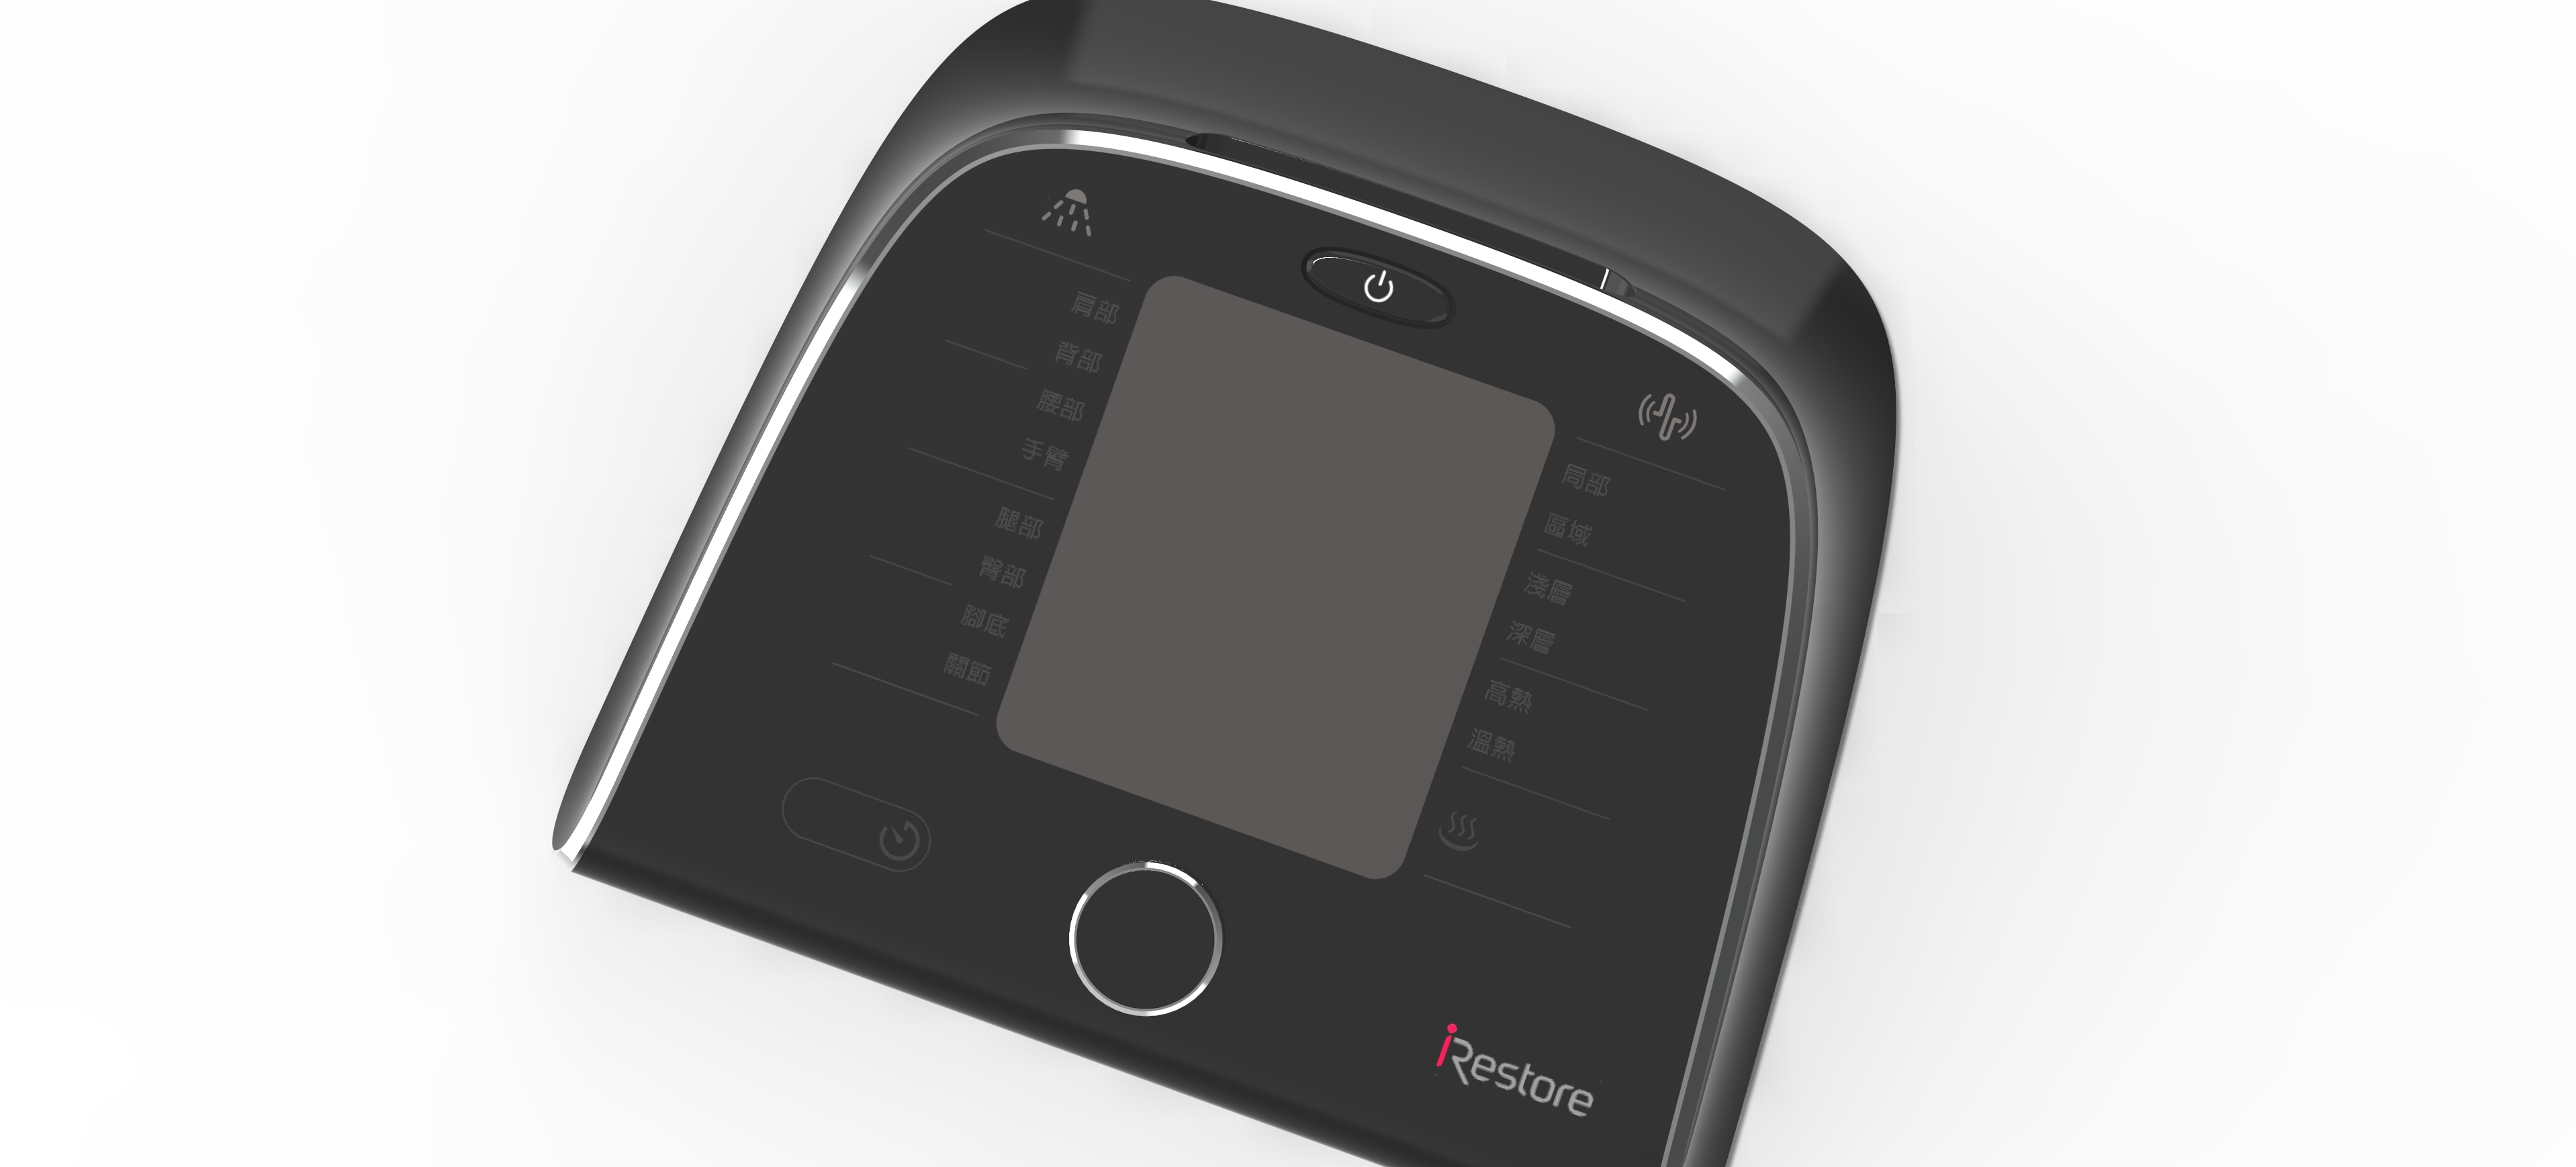 肩部
背部
腰部
手臂
腿部
臀部
腳底
關節
局部
區域
淺層
深層
高熱
溫熱
iRestore